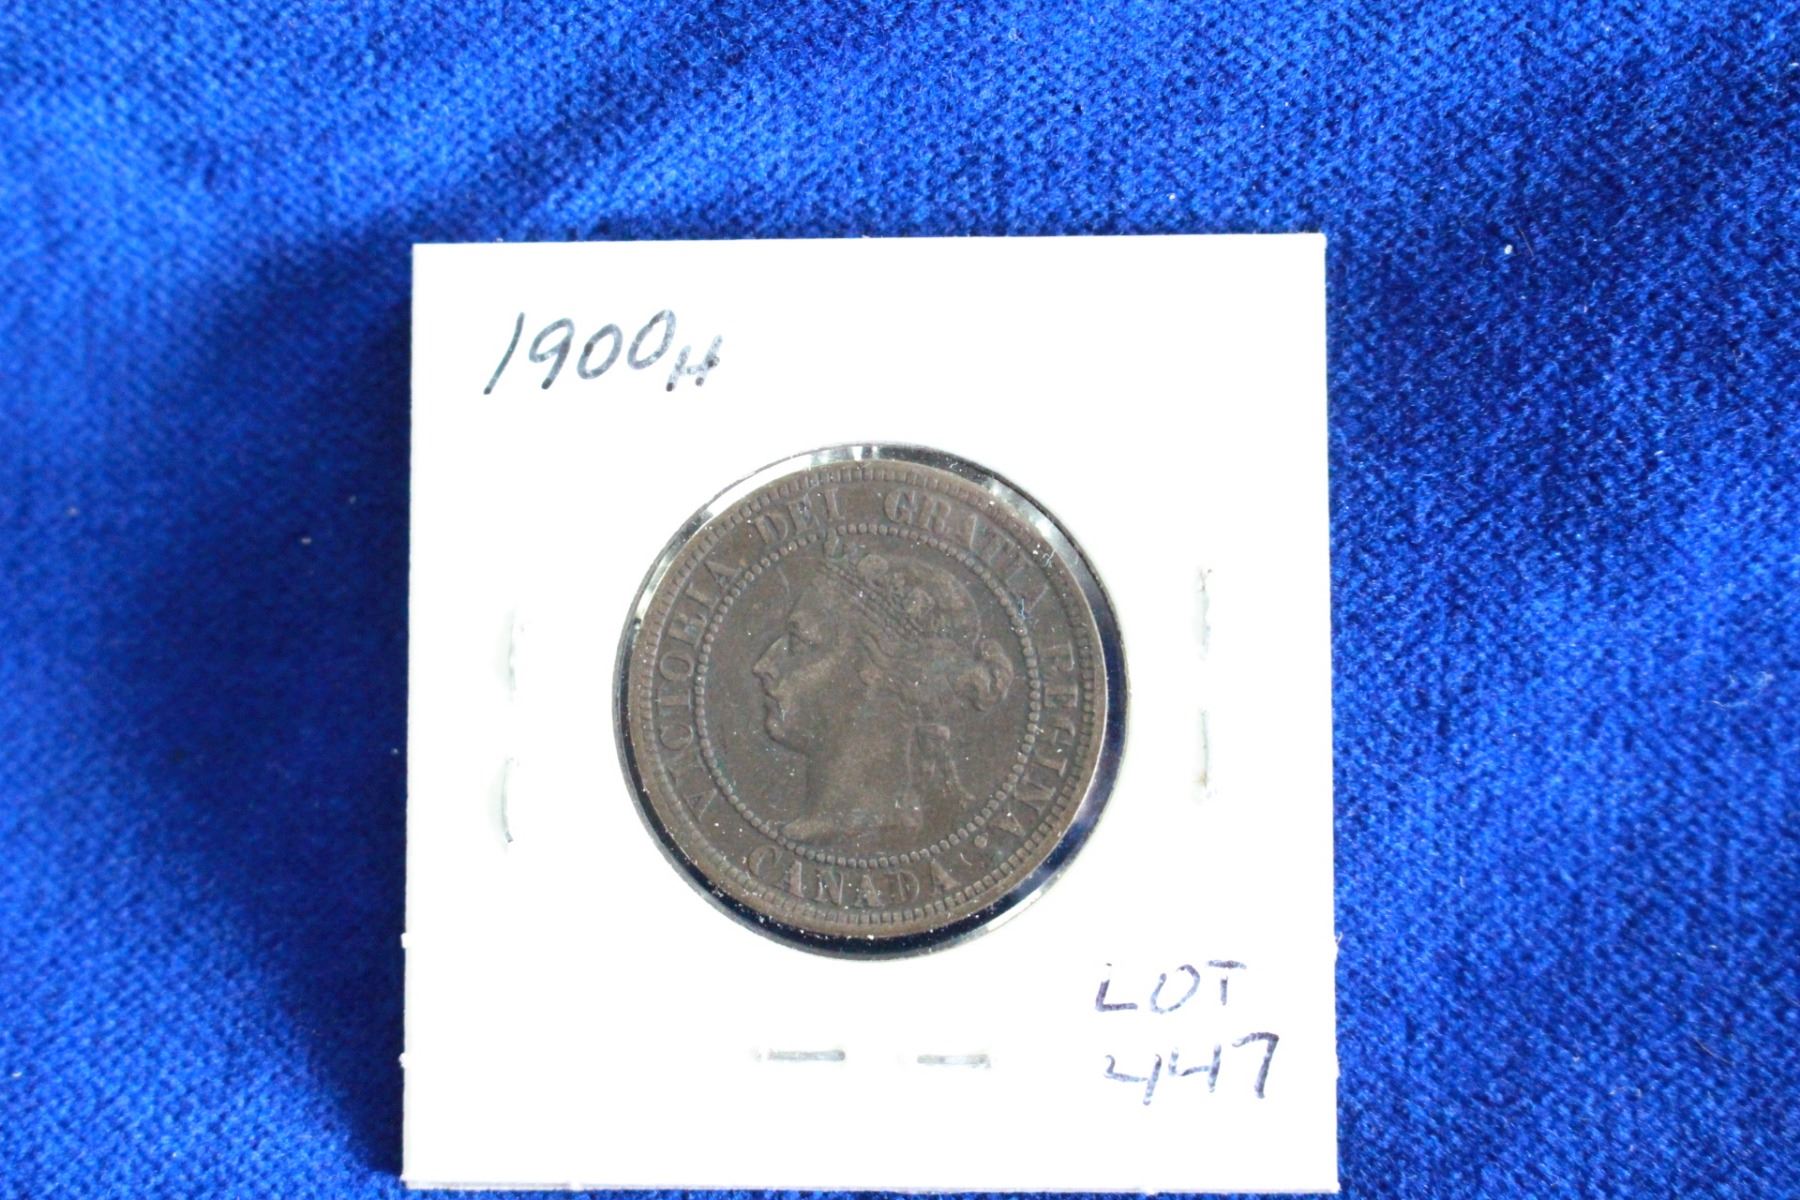 1900H
VICTORIA DEI GRATIA REGINA.
CANADA
LOT
447